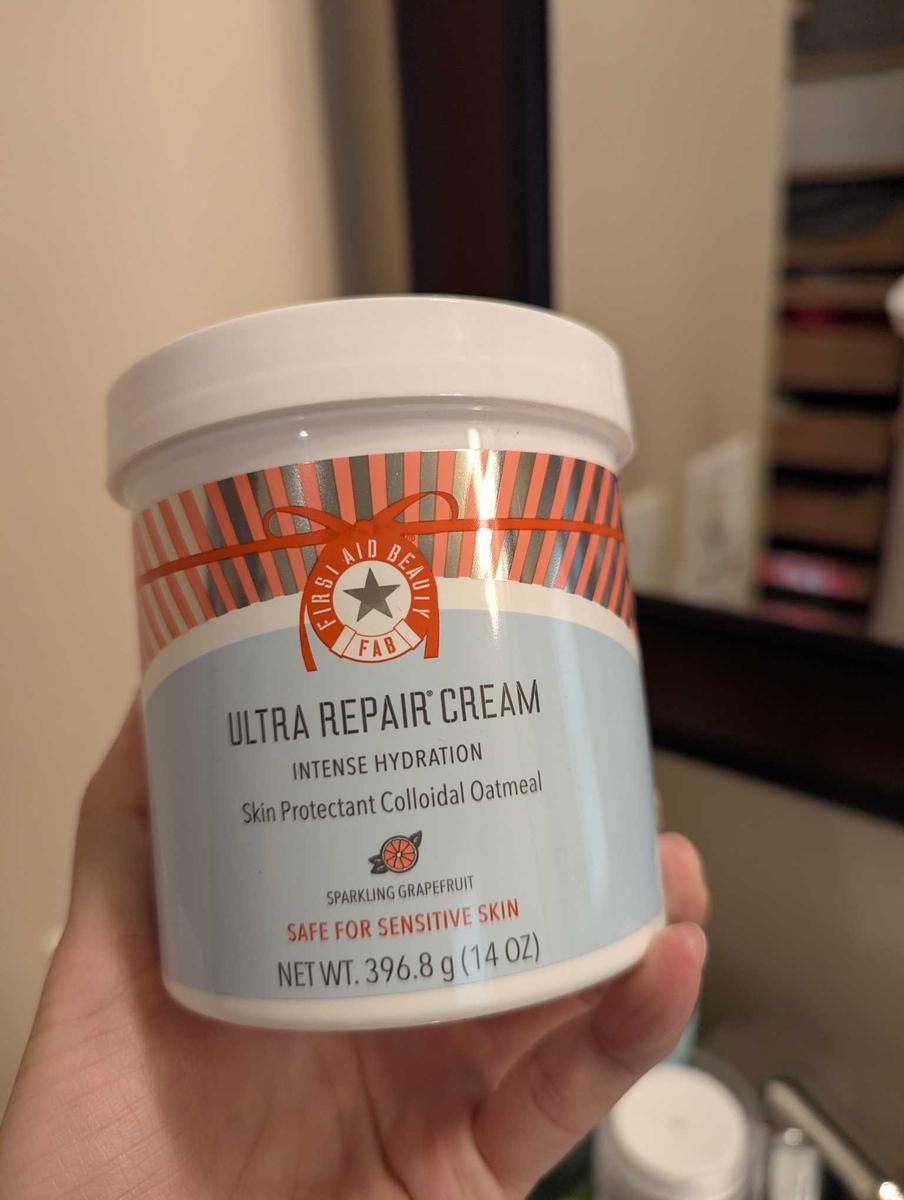 FIRST AID BEAUTY
FAB
ULTRA REPAIR® CREAM
INTENSE HYDRATION
Skin Protectant Colloidal Oatmeal
SPARKLING GRAPEFRUIT
SAFE FOR SENSITIVE SKIN
NET WT. 396.8 g (14 OZ)